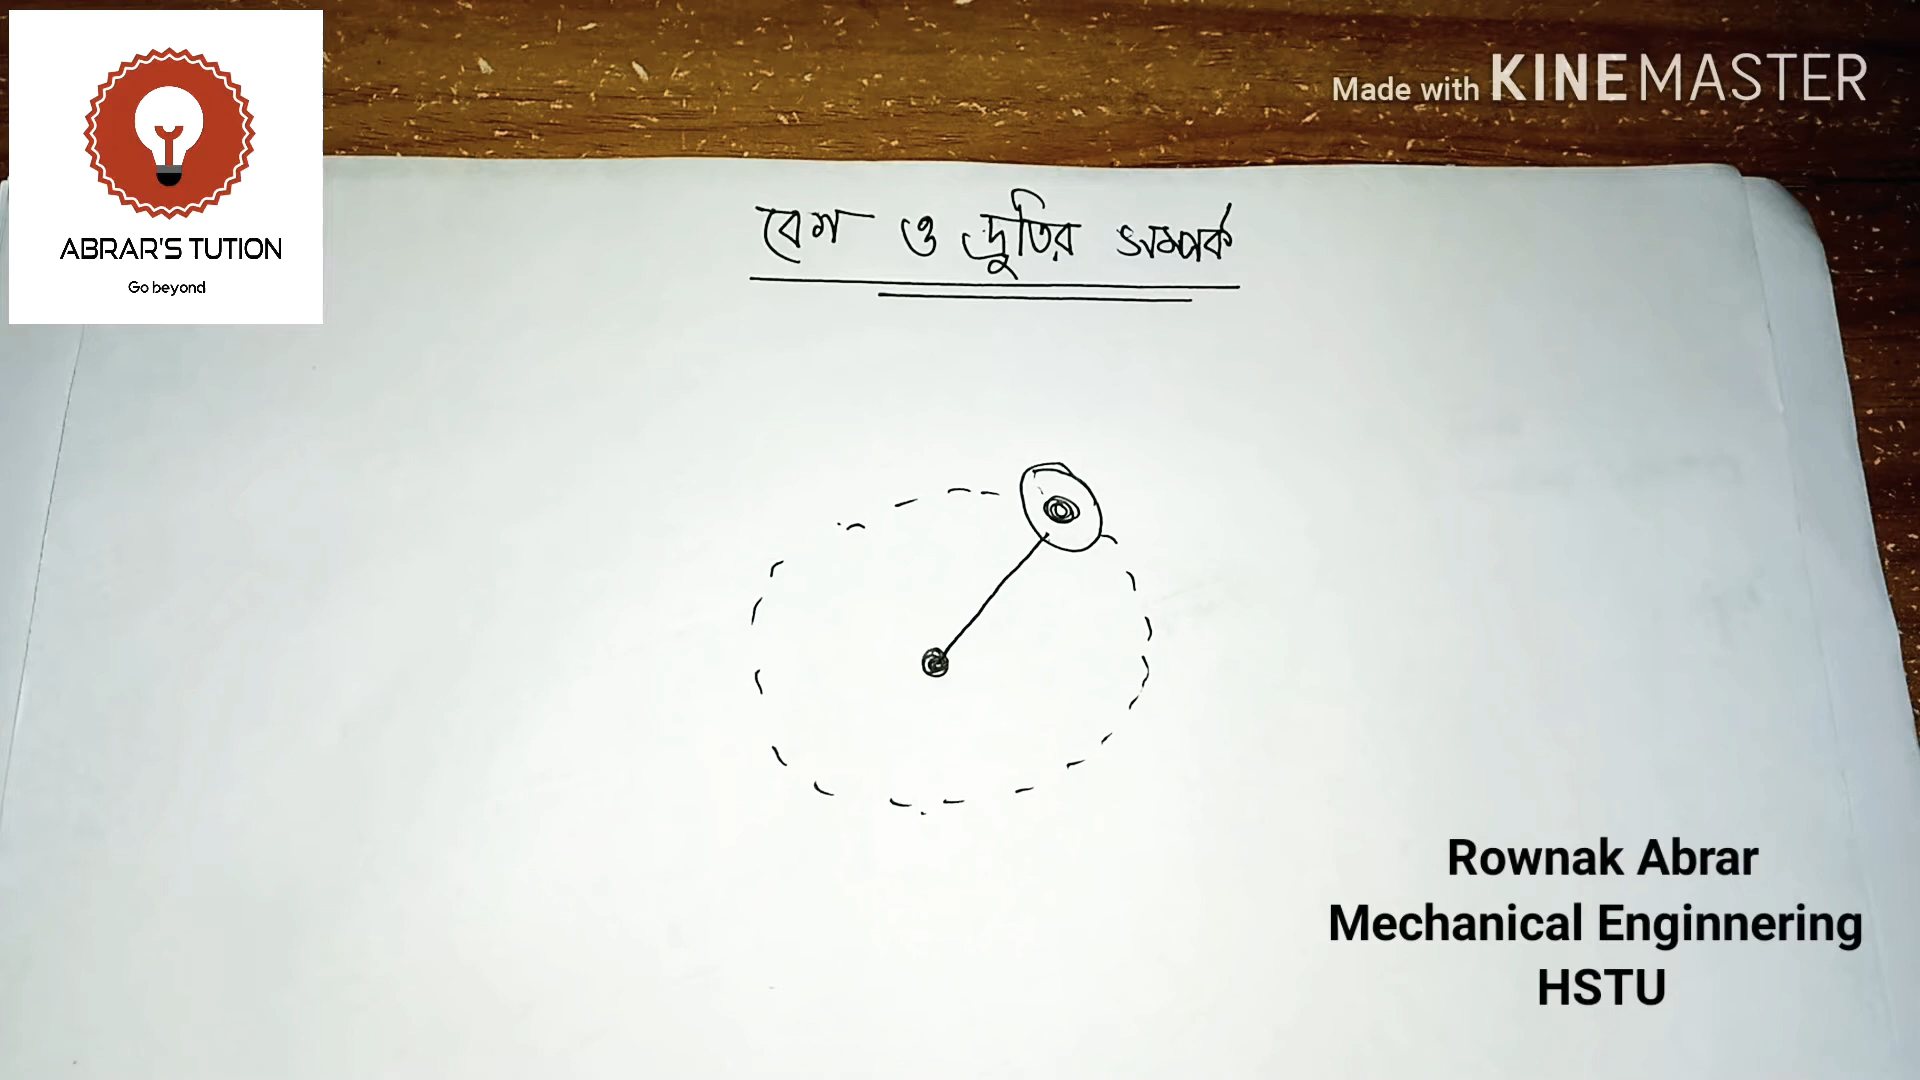 ABRAR'S TUTION
Go beyond
Made with KINEMASTER
বেগ ও দ্রুতির সম্পর্ক
Rownak Abrar
Mechanical Enginnering
HSTU